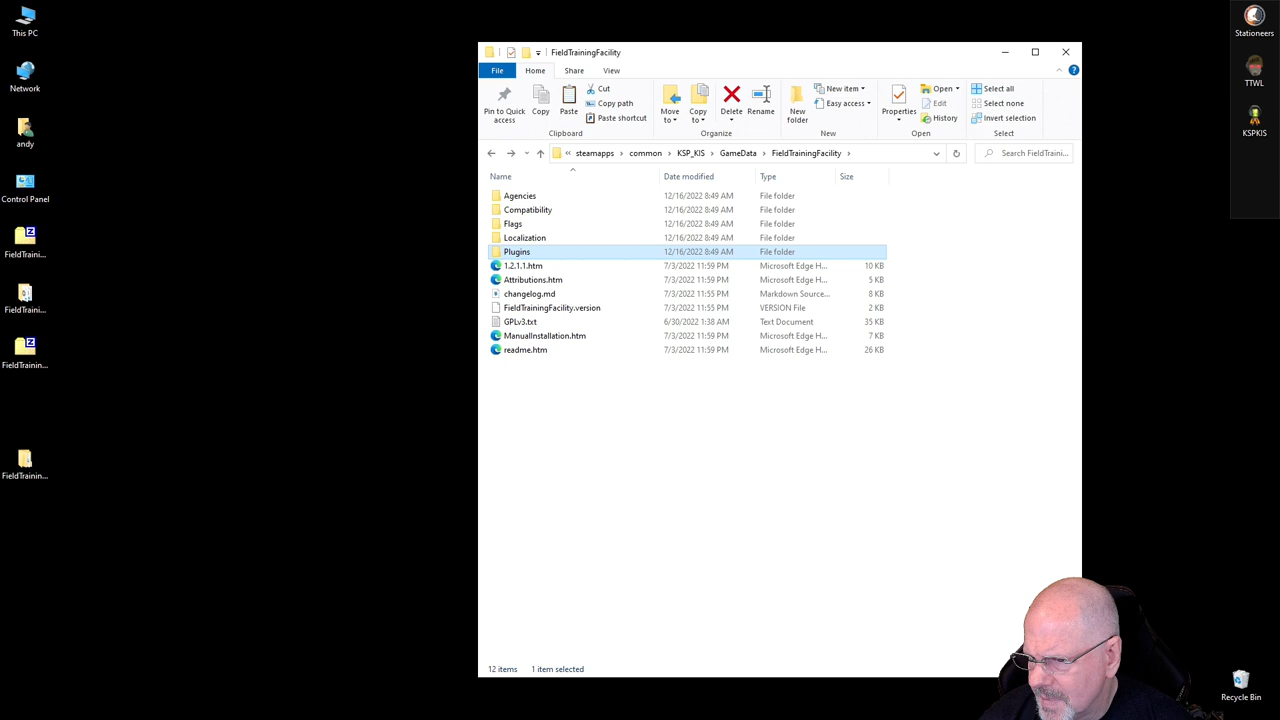 This PC
Network
andy
Control Panel
FieldTraini...
FieldTraini...
FieldTrainin...
FieldTrainin...
FieldTrainingFacility
File Home Share View
Pin to Quick access
Copy
Paste
Cut
Copy path
Paste shortcut
Clipboard
Move to
Copy to
Delete
Rename
Organize
New folder
New item
Easy access
New
Properties
Open
Edit
History
Open
Select all
Select none
Invert selection
Select
« steamapps > common > KSP_KIS > GameData > FieldTrainingFacility >
Search FieldTraini...
Name Date modified Type Size
Agencies 12/16/2022 8:49 AM File folder
Compatibility 12/16/2022 8:49 AM File folder
Flags 12/16/2022 8:49 AM File folder
Localization 12/16/2022 8:49 AM File folder
Plugins 12/16/2022 8:49 AM File folder
1.2.1.1.htm 7/3/2022 11:59 PM Microsoft Edge H... 10 KB
Attributions.htm 7/3/2022 11:59 PM Microsoft Edge H... 5 KB
changelog.md 7/3/2022 11:55 PM Markdown Source... 8 KB
FieldTrainingFacility.version 7/3/2022 11:55 PM VERSION File 2 KB
GPLv3.txt 6/30/2022 1:38 AM Text Document 35 KB
ManualInstallation.htm 7/3/2022 11:59 PM Microsoft Edge H... 7 KB
readme.htm 7/3/2022 11:59 PM Microsoft Edge H... 26 KB
12 items 1 item selected
Stationeers
TTWL
KSPKIS
Recycle Bin